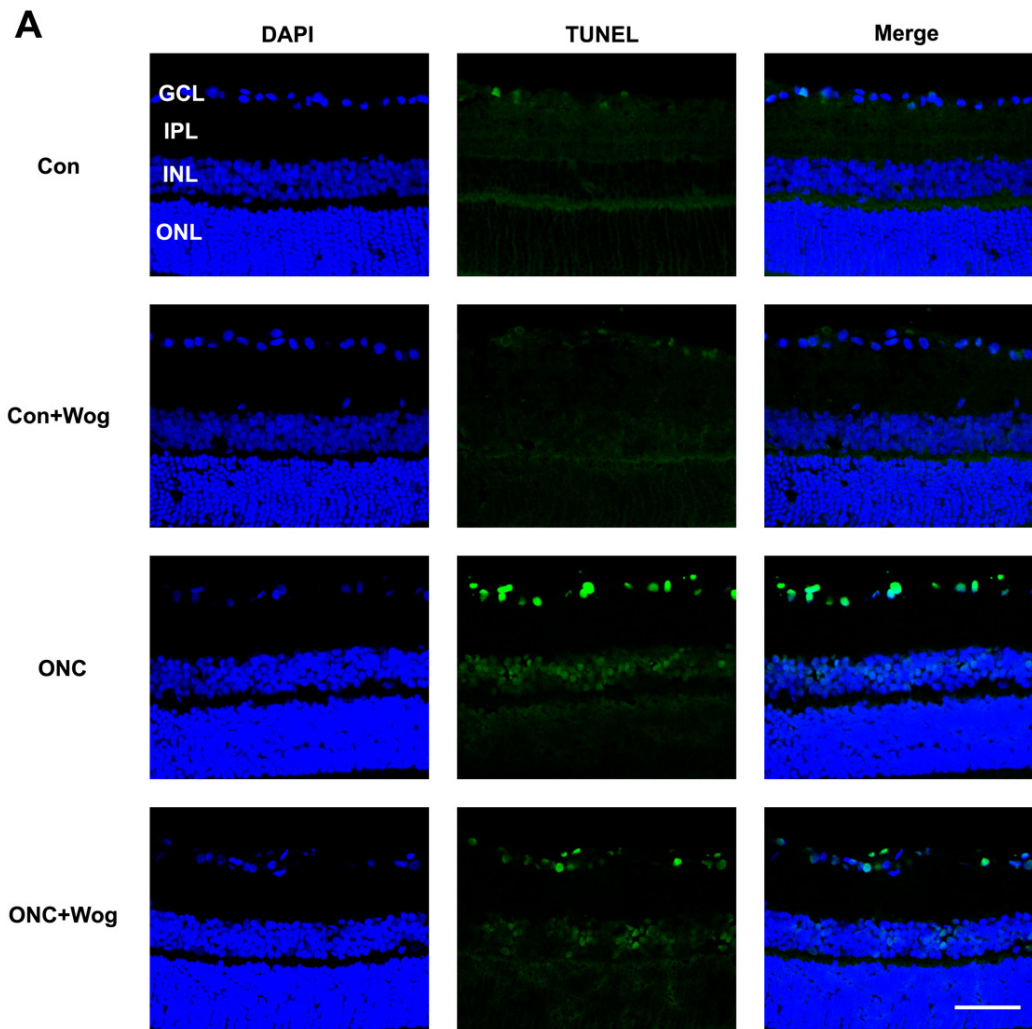 A
DAPI TUNEL Merge
Con
GCL
IPL
INL
ONL
Con+Wog
ONC
ONC+Wog